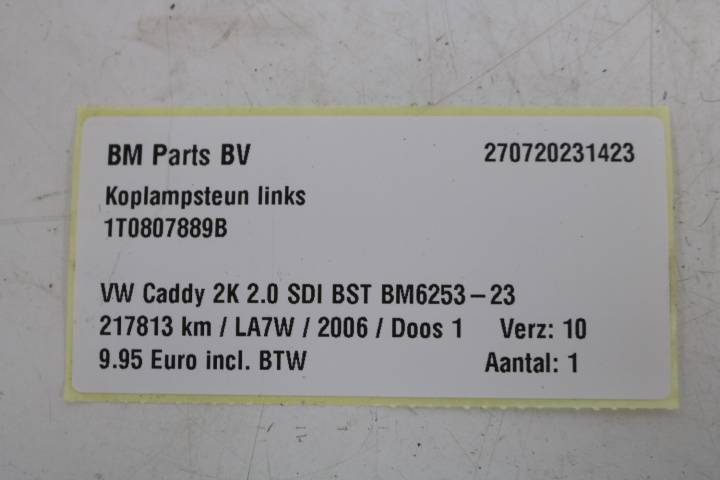 BM Parts BV 270720231423
Koplampsteun links
1T0807889B
VW Caddy 2K 2.0 SDI BST BM6253-23
217813 km / LA7W / 2006 / Doos 1 Verz: 10
9.95 Euro incl. BTW Aantal: 1